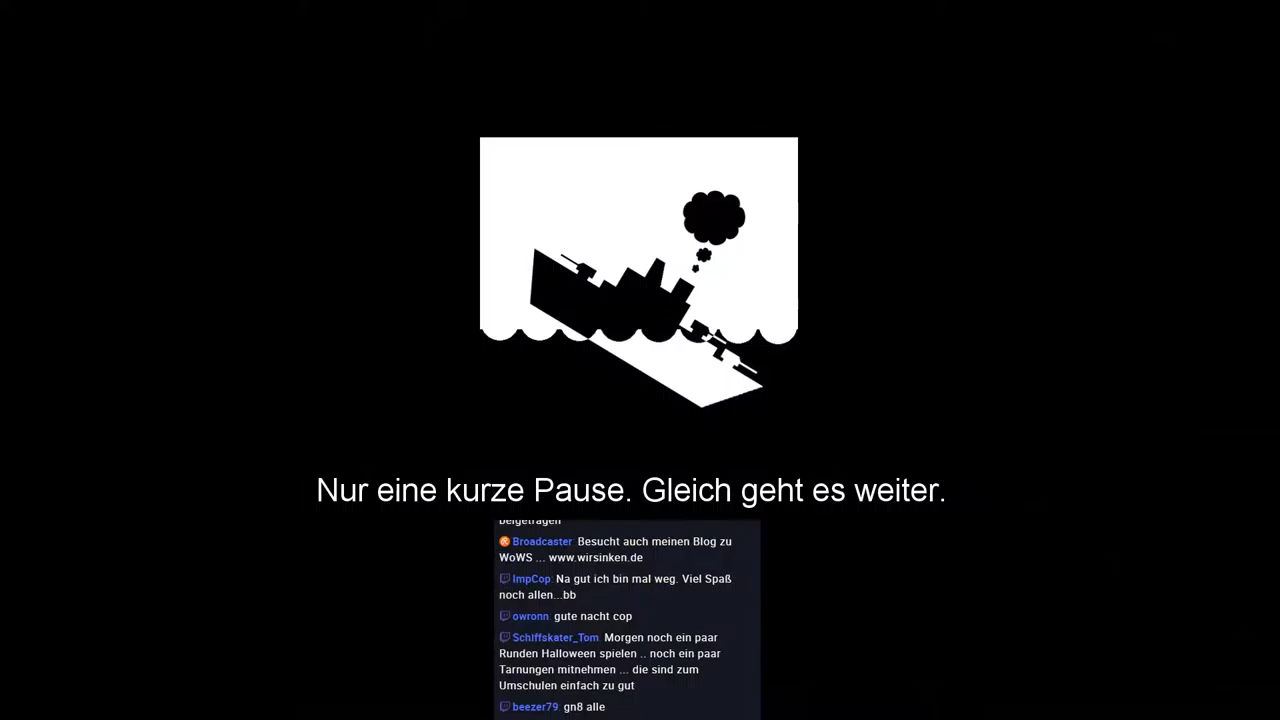 Nur eine kurze Pause. Gleich geht es weiter.
beigetragen
Broadcaster: Besucht auch meinen Blog zu
WoWS ... www.wirsinken.de
ImpCop: Na gut ich bin mal weg. Viel Spaß
noch allen...bb
owronn: gute nacht cop
Schiffskater_Tom: Morgen noch ein paar
Runden Halloween spielen .. noch ein paar
Tarnungen mitnehmen ... die sind zum
Umschulen einfach zu gut
beezer79: gn8 alle